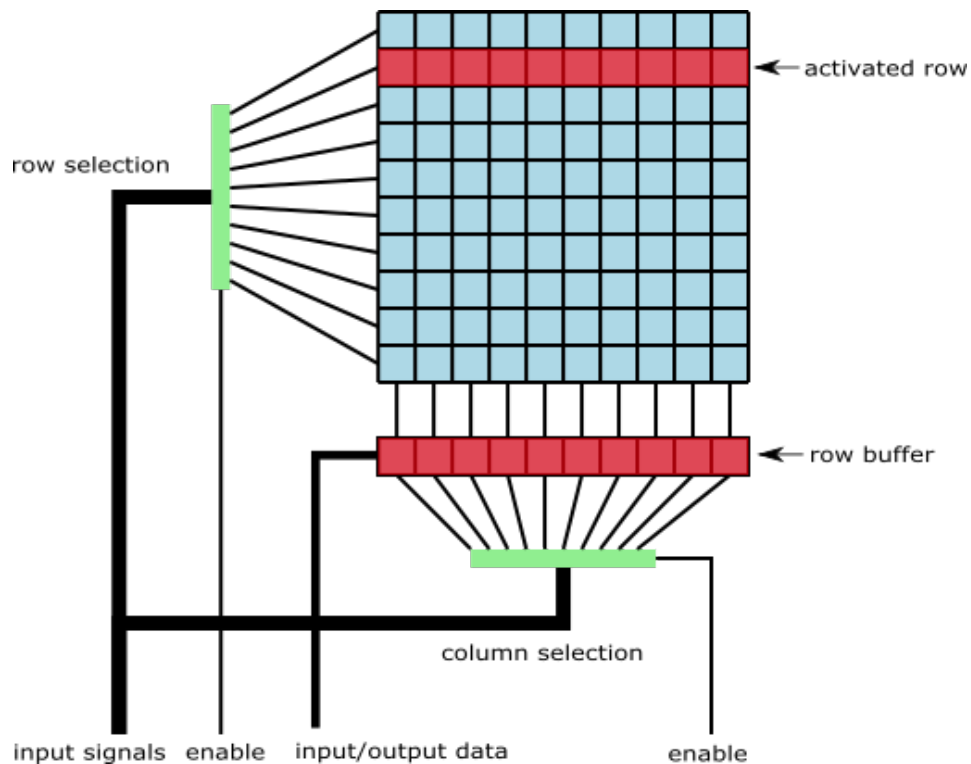 activated row
row selection
row buffer
column selection
input signals
enable
input/output data
enable